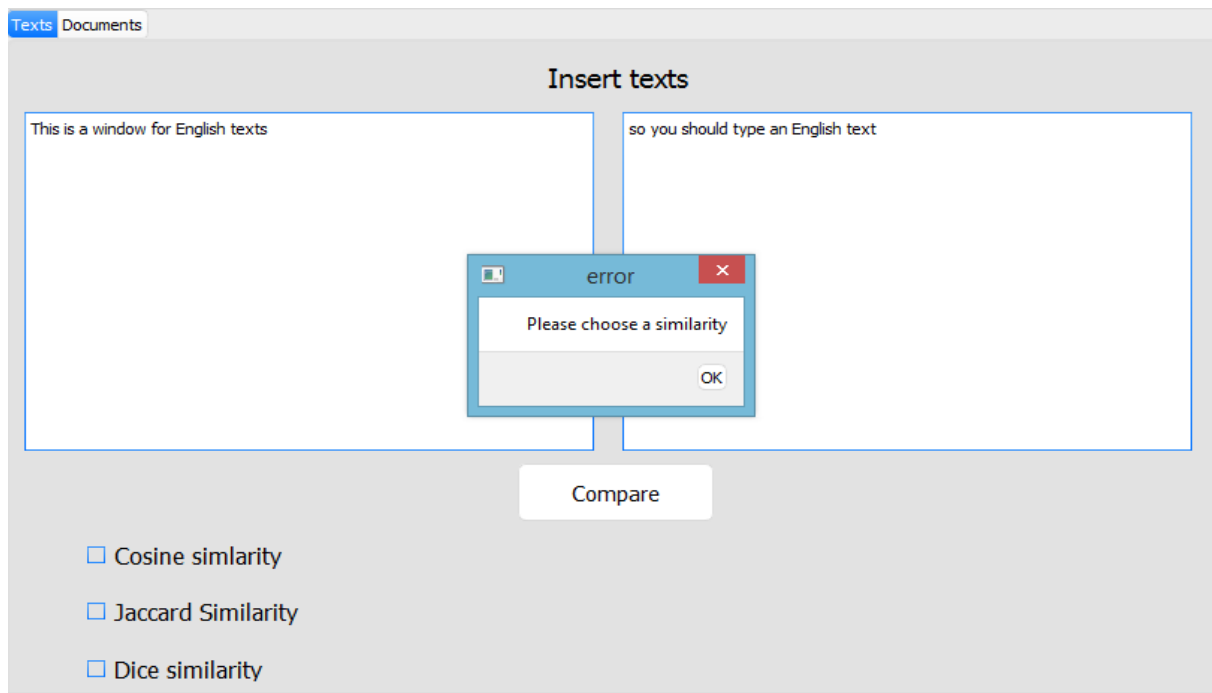 Texts Documents
Insert texts
This is a window for English texts
so you should type an English text
error
Please choose a similarity
OK
Compare
Cosine simlarity
Jaccard Similarity
Dice similarity